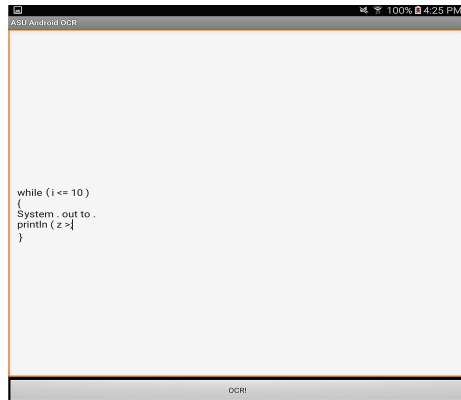 100% 4:25 PM
ASU Android OCR
while ( i <= 10 )
{
System . out to .
println ( z >;
}
OCR!